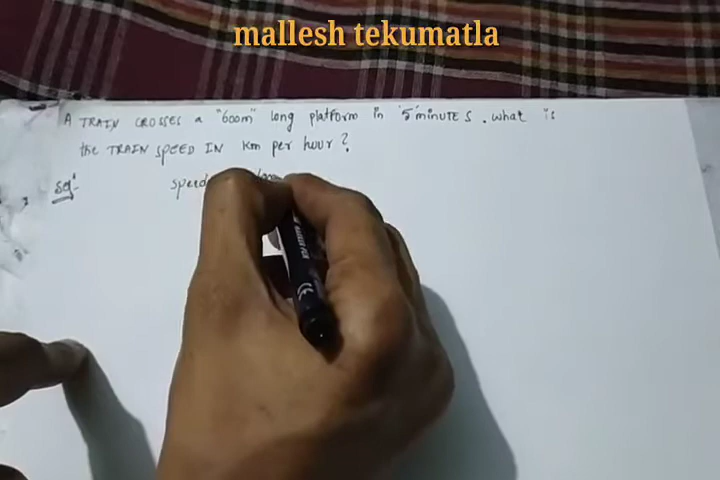 mallesh tekumatla
A TRAIN CROSSES a "600m" long platform in '5' minutes. what is
the TRAIN SPEED IN Km per hour?
speed